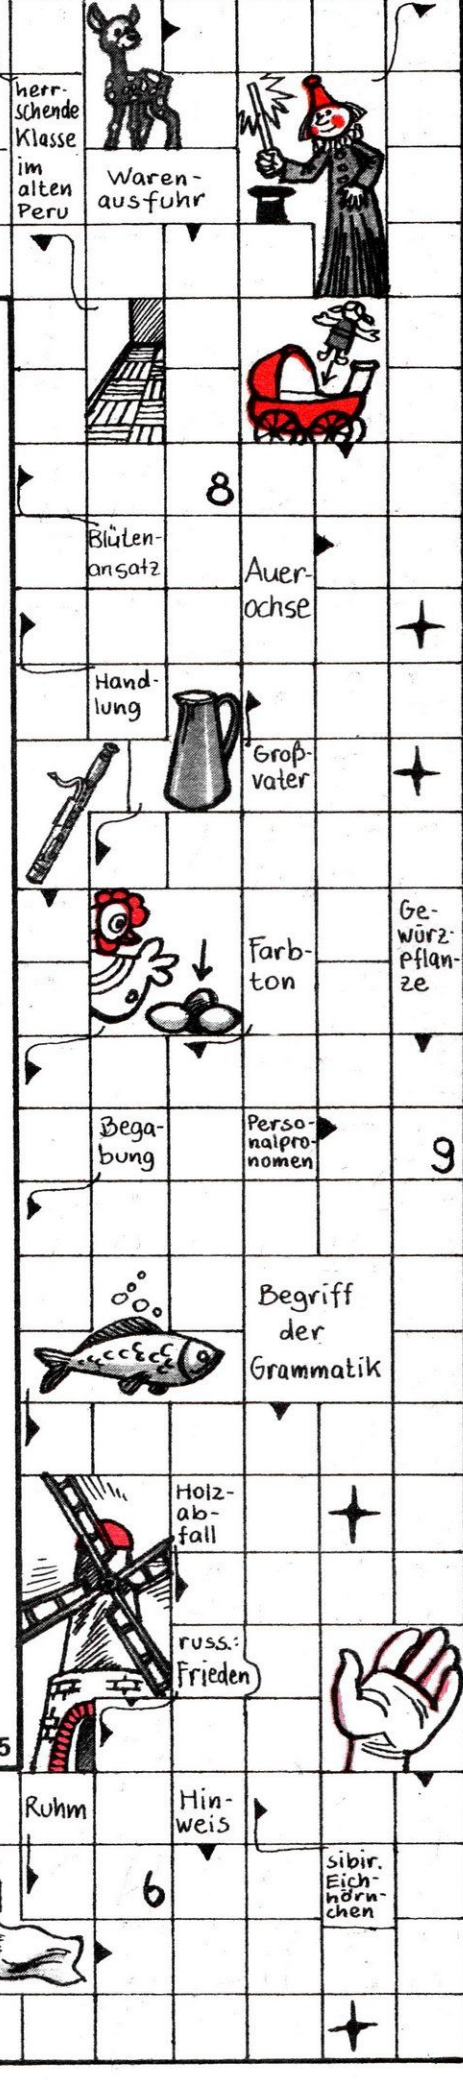 herr-
schende
Klasse
im
alten
Peru
Waren-
ausfuhr
8
Blüten-
ansatz
Auer-
ochse
Hand-
lung
Groß-
vater
Farb-
ton
Ge-
würz-
pflan-
ze
Bega-
bung
Perso-
nalpro-
nomen
9
Begriff
der
Grammatik
Holz-
ab-
fall
russ.:
Frieden
5
Ruhm
Hin-
weis
6
sibir.
Eich-
hörn-
chen